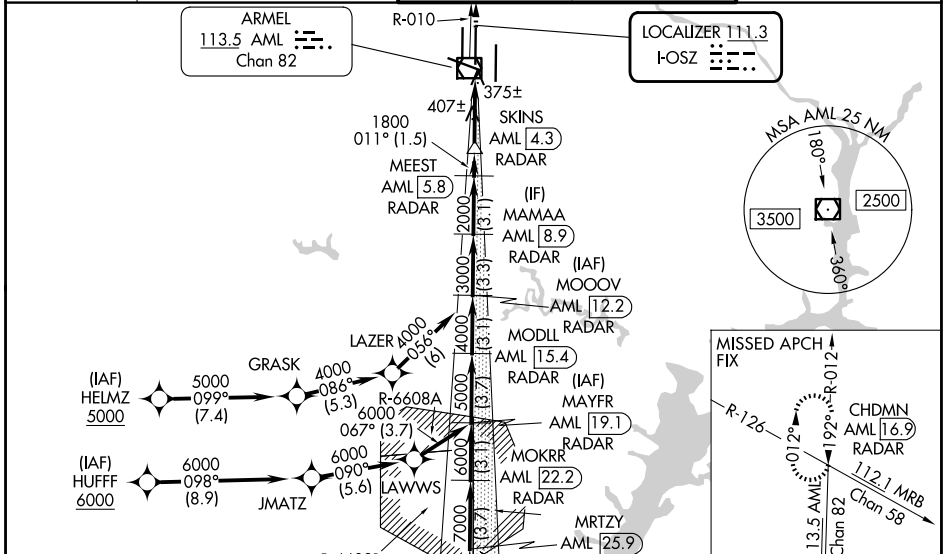 ARMEL
113.5 AML
Chan 82
R-010
LOCALIZER 111.3
I-OSZ
375±
407±
1800
011° (1.5)
SKINS
AML 4.3
RADAR
MEEST
AML 5.8
RADAR
(IF)
MAMAA
AML 8.9
RADAR
2000
(3.1)
3000
(3.3)
(IAF)
MOOOV
AML 12.2
RADAR
4000
(3.1)
MODLL
AML 15.4
RADAR
LAZER
4000
056°
(6)
GRASK
4000
086°
(5.3)
(IAF)
HELMZ
5000
5000
099°
(7.4)
5000
(3.7)
(IAF)
MAYFR
AML 19.1
RADAR
R-6608A
6000
067° (3.7)
6000
(3.1)
MOKRR
AML 22.2
RADAR
(IAF)
HUFFF
6000
6000
098°
(8.9)
JMATZ
6000
090°
(5.6)
LAWWS
7000
(3.7)
MRTZY
AML 25.9
MSA AML 25 NM
180°
3500
2500
360°
MISSED APCH
FIX
R-012
R-126
012°
192°
CHDMN
AML 16.9
RADAR
112.1 MRB
Chan 58
13.5 AML
Chan 82